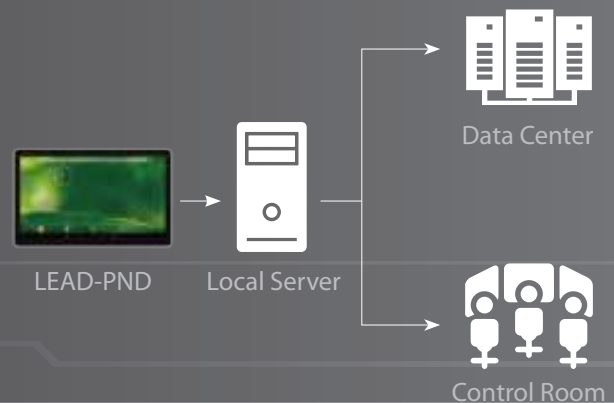 Data Center
LEAD-PND
Local Server
Control Room